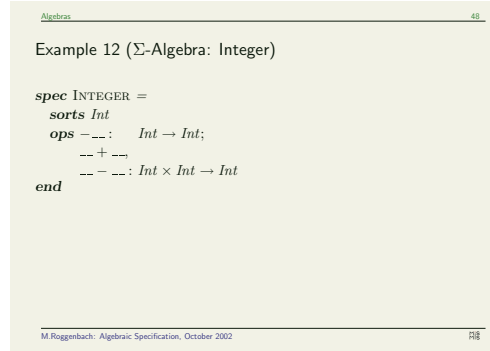 Algebras 48
Example 12 (Σ-Algebra: Integer)
spec INTEGER =
sorts Int
ops −__ : Int → Int;
__ + __,
__ − __ : Int × Int → Int
end
M.Roggenbach: Algebraic Specification, October 2002